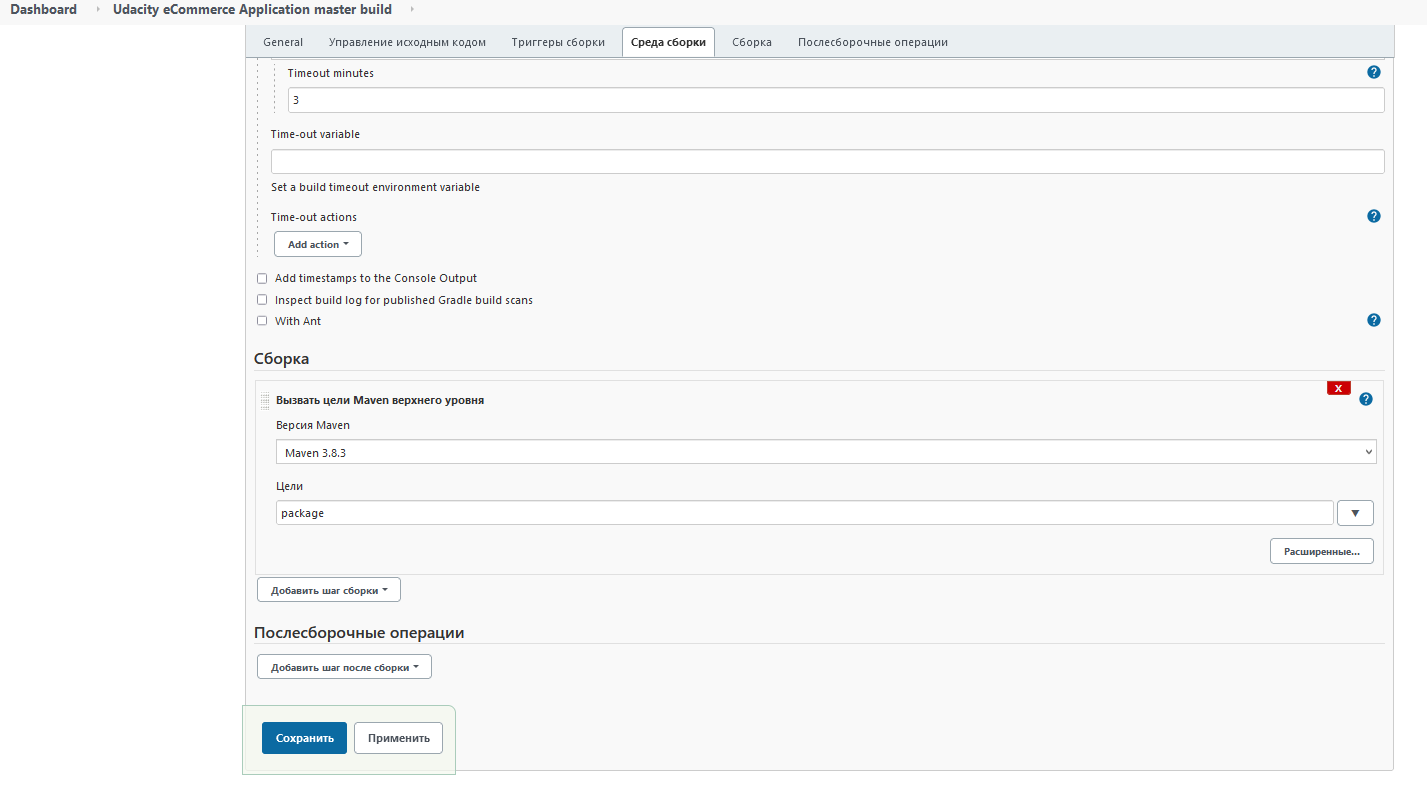 Dashboard Udacity eCommerce Application master build
General Управление исходным кодом Триггеры сборки Среда сборки Сборка Послесборочные операции
Timeout minutes ?
3
Time-out variable
Set a build timeout environment variable
Time-out actions ?
Add action
Add timestamps to the Console Output
Inspect build log for published Gradle build scans
With Ant ?
Сборка
X
Вызвать цели Maven верхнего уровня ?
Версия Maven
Maven 3.8.3
Цели
package
Расширенные...
Добавить шаг сборки
Послесборочные операции
Добавить шаг после сборки
Сохранить Применить